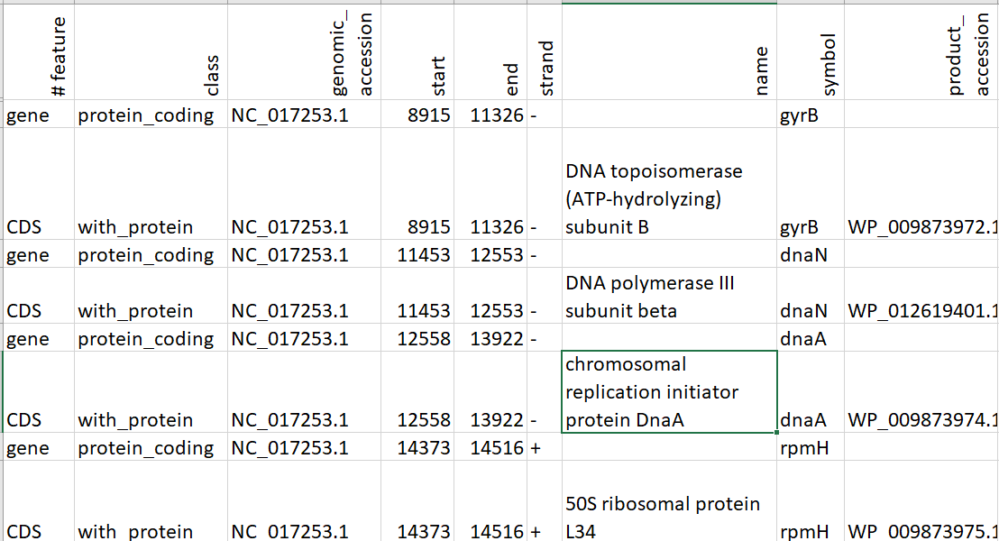 # feature class genomic_accession start end strand name symbol product_accession
gene protein_coding NC_017253.1 8915 11326 - gyrB
DNA topoisomerase
(ATP-hydrolyzing)
CDS with_protein NC_017253.1 8915 11326 - subunit B gyrB WP_009873972.1
gene protein_coding NC_017253.1 11453 12553 - dnaN
DNA polymerase III
CDS with_protein NC_017253.1 11453 12553 - subunit beta dnaN WP_012619401.1
gene protein_coding NC_017253.1 12558 13922 - dnaA
chromosomal
replication initiator
CDS with_protein NC_017253.1 12558 13922 - protein DnaA dnaA WP_009873974.1
gene protein_coding NC_017253.1 14373 14516 + rpmH
50S ribosomal protein
CDS with_protein NC_017253.1 14373 14516 + L34 rpmH WP_009873975.1